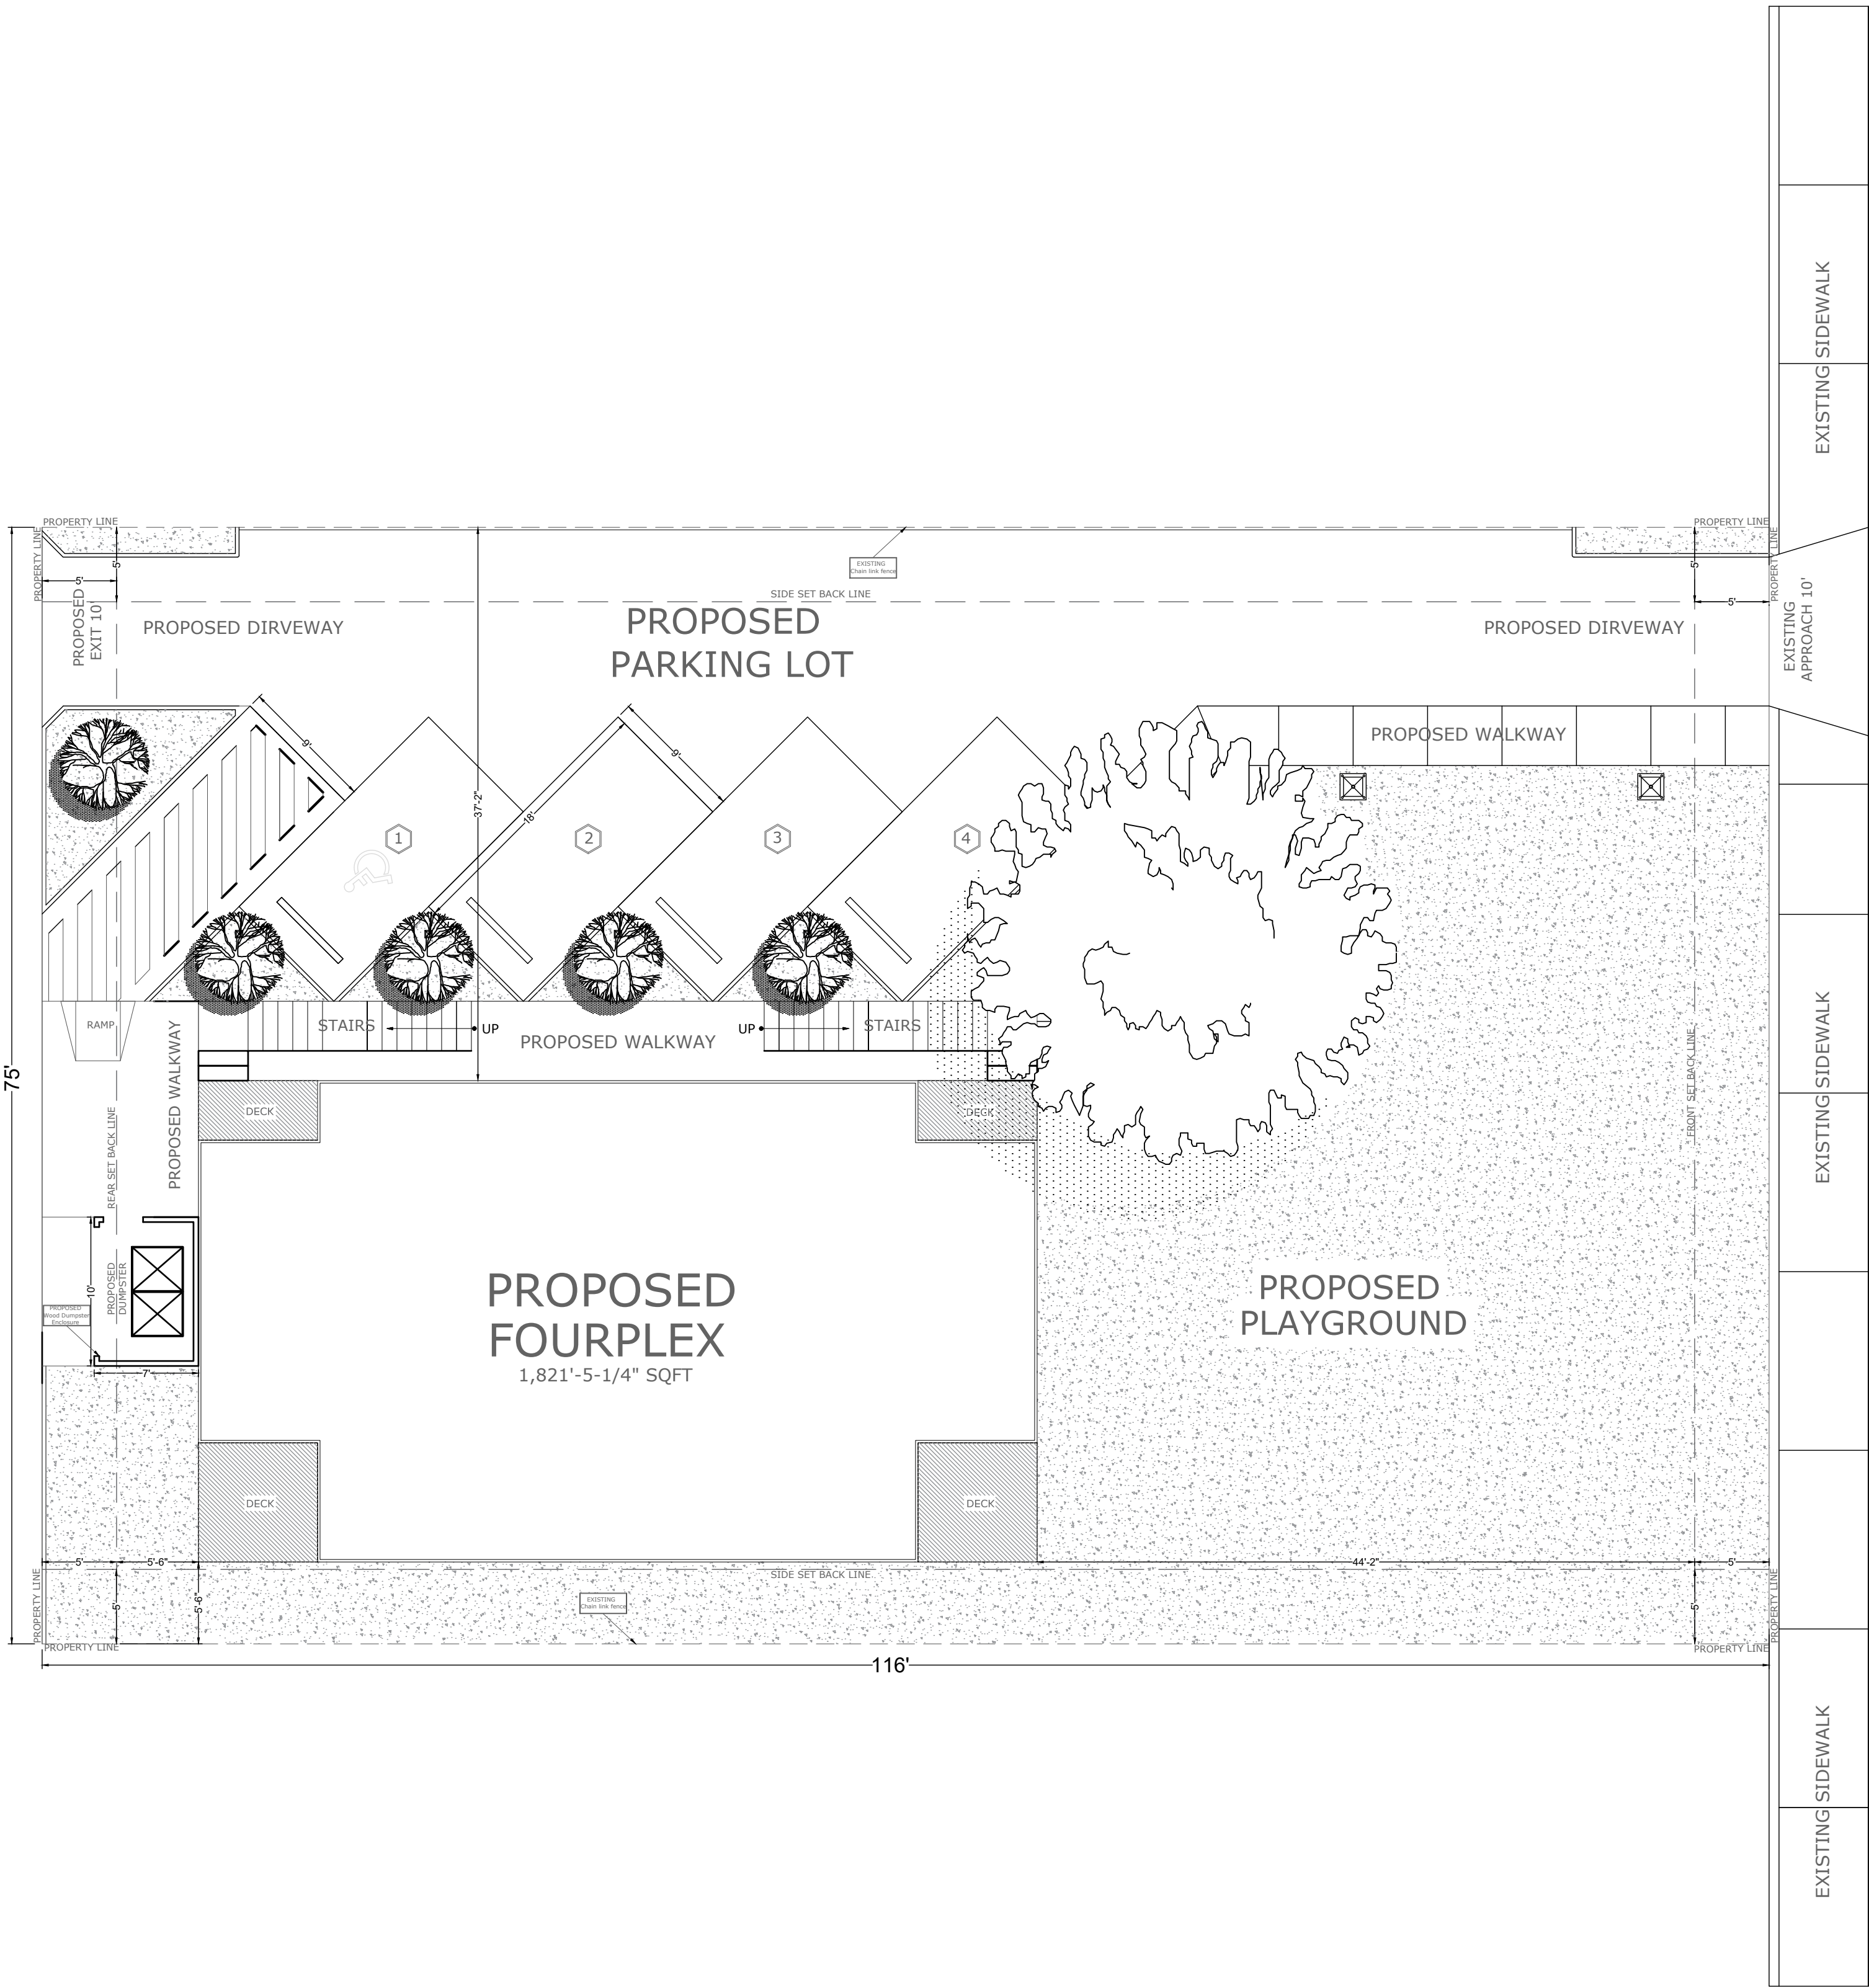 EXISTING SIDEWALK
PROPERTY LINE
PROPERTY LINE
PROPERTY LINE
PROPERTY LINE
EXISTING
Chain link fence
5'
5'
5'
5'
SIDE SET BACK LINE
PROPOSED
EXIT 10'
PROPOSED DIRVEWAY
PROPOSED
PARKING LOT
PROPOSED DIRVEWAY
EXISTING
APPROACH 10'
PROPOSED WALKWAY
9'
9'
18'
37'-2"
1
2
3
4
RAMP
STAIRS
UP
PROPOSED WALKWAY
UP
STAIRS
PROPOSED WALKWAY
75'
DECK
DECK
REAR SET BACK LINE
FRONT SET BACK LINE
EXISTING SIDEWALK
10'
PROPOSED
DUMPSTER
PROPOSED
Wood Dumpster
Enclosure
7'
PROPOSED
FOURPLEX
1,821'-5-1/4" SQFT
PROPOSED
PLAYGROUND
DECK
DECK
5'
5'-6"
44'-2"
5'
SIDE SET BACK LINE
5'
5'-6"
EXISTING
Chain link fence
5'
PROPERTY LINE
PROPERTY LINE
PROPERTY LINE
PROPERTY LINE
116'
EXISTING SIDEWALK